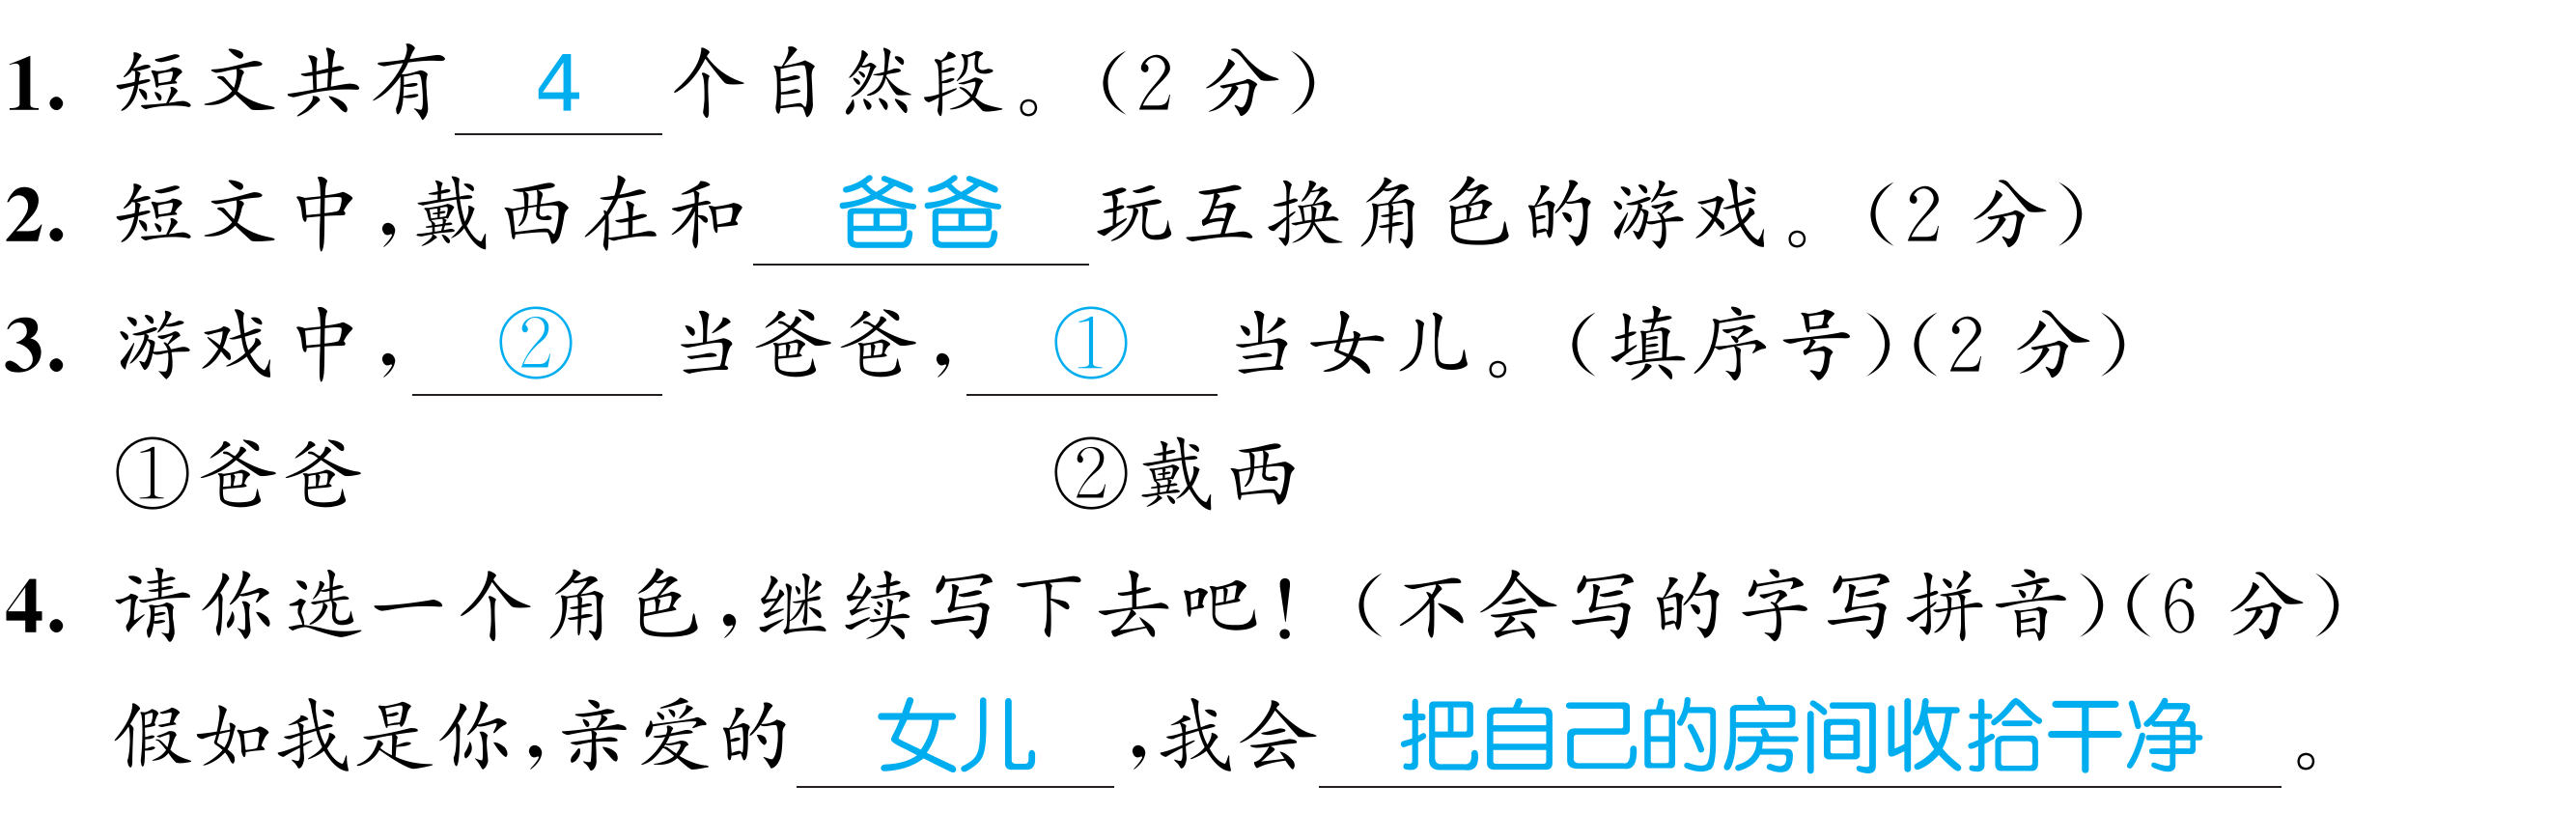 1. 短文共有 4 个自然段。(2 分)
2. 短文中,戴西在和 爸爸 玩互换角色的游戏。(2 分)
3. 游戏中, ② 当爸爸, ① 当女儿。(填序号)(2 分)
①爸爸 ②戴西
4. 请你选一个角色,继续写下去吧!(不会写的字写拼音)(6 分)
假如我是你,亲爱的 女儿 ,我会 把自己的房间收拾干净 。